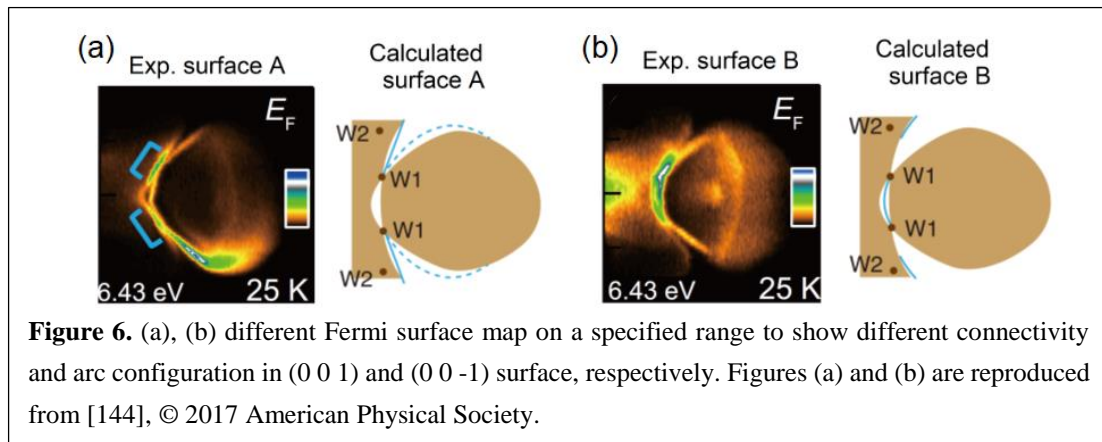 (a)
Exp. surface A
Calculated
surface A
(b)
Exp. surface B
Calculated
surface B
E_F
W2
W1
W1
W2
6.43 eV 25 K
E_F
W2
W1
W1
W2
6.43 eV 25 K
Figure 6. (a), (b) different Fermi surface map on a specified range to show different connectivity
and arc configuration in (0 0 1) and (0 0 -1) surface, respectively. Figures (a) and (b) are reproduced
from [144], © 2017 American Physical Society.